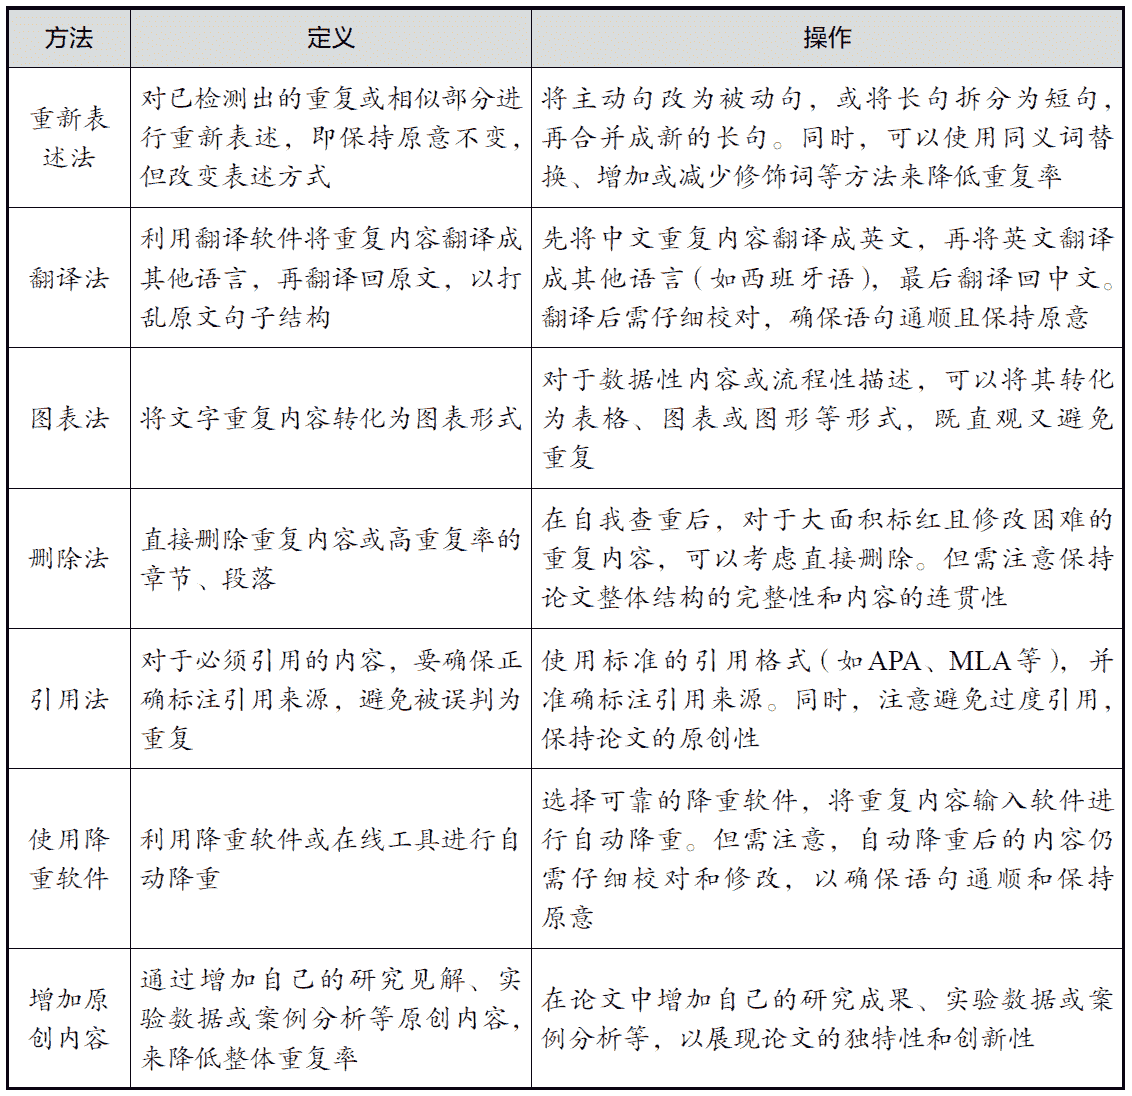 方法
定义
操作
重新表
述法
对已检测出的重复或相似部分进
行重新表述，即保持原意不变，
但改变表述方式
将主动句改为被动句，或将长句拆分为短句，
再合并成新的长句。同时，可以使用同义词替
换、增加或减少修饰词等方法来降低重复率
翻译法
利用翻译软件将重复内容翻译成
其他语言，再翻译回原文，以打
乱原文句子结构
先将中文重复内容翻译成英文，再将英文翻译
成其他语言（如西班牙语），最后翻译回中文。
翻译后需仔细校对，确保语句通顺且保持原意
图表法
将文字重复内容转化为图表形式
对于数据性内容或流程性描述，可以将其转化
为表格、图表或图形等形式，既直观又避免
重复
删除法
直接删除重复内容或高重复率的
章节、段落
在自我查重后，对于大面积标红且修改困难的
重复内容，可以考虑直接删除。但需注意保持
论文整体结构的完整性和内容的连贯性
引用法
对于必须引用的内容，要确保正
确标注引用来源，避免被误判为
重复
使用标准的引用格式（如APA、MLA等），并
准确标注引用来源。同时，注意避免过度引用，
保持论文的原创性
使用降
重软件
利用降重软件或在线工具进行自
动降重
选择可靠的降重软件，将重复内容输入软件进
行自动降重。但需注意，自动降重后的内容仍
需仔细校对和修改，以确保语句通顺和保持
原意
增加原
创内容
通过增加自己的研究见解、实
验数据或案例分析等原创内容，
来降低整体重复率
在论文中增加自己的研究成果、实验数据或案
例分析等，以展现论文的独特性和创新性